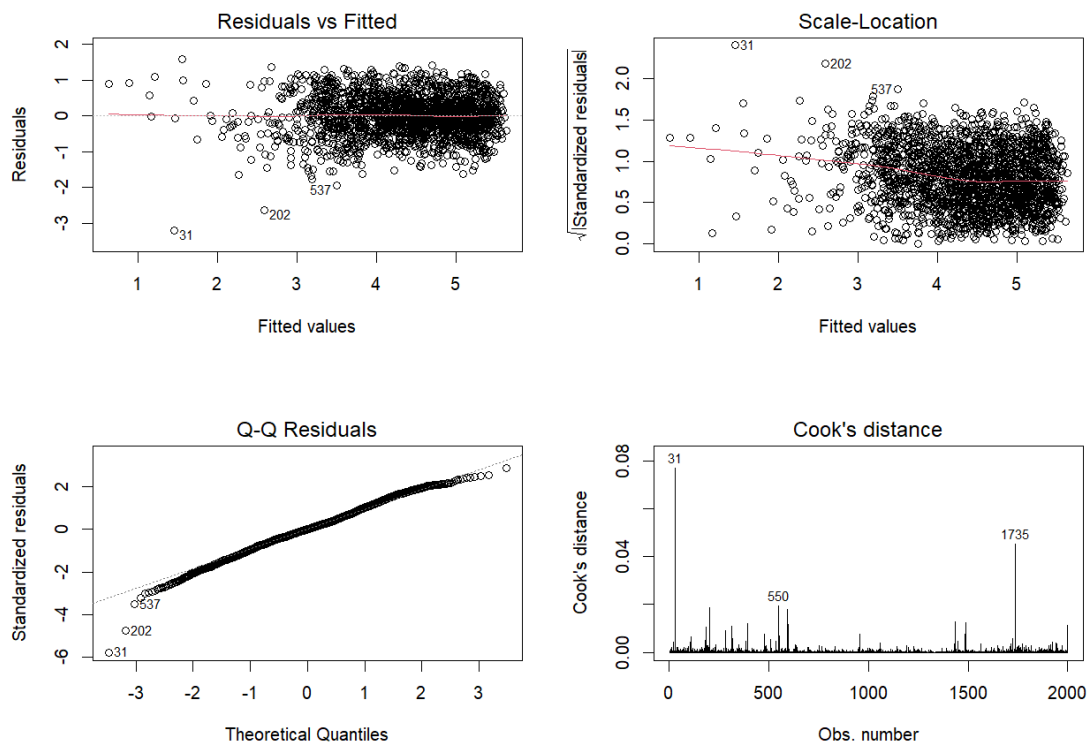 Residuals vs Fitted
Residuals
2
1
0
-1
-2
-3
537
202
31
1 2 3 4 5
Fitted values
Scale-Location
√|Standardized residuals|
2.0
1.5
1.0
0.5
0.0
31
202
537
1 2 3 4 5
Fitted values
Q-Q Residuals
Standardized residuals
2
0
-2
-4
-6
537
202
31
-3 -2 -1 0 1 2 3
Theoretical Quantiles
Cook's distance
Cook's distance
0.08
0.04
0.00
31
1735
550
0 500 1000 1500 2000
Obs. number